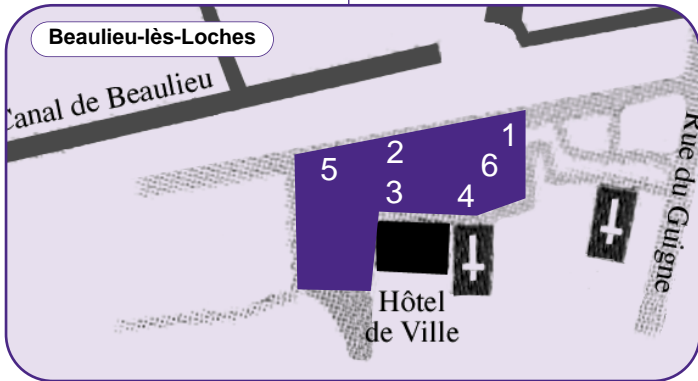 Beaulieu-lès-Loches
Canal de Beaulieu
1
2
5
6
3
4
Rue du Guigne
Hôtel
de Ville